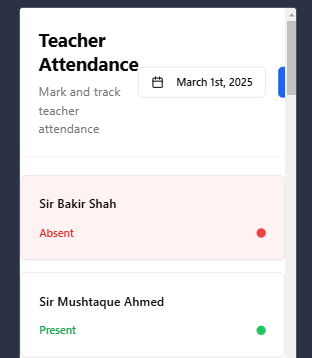 Teacher
Attendance
Mark and track
teacher
attendance
March 1st, 2025
Sir Bakir Shah
Absent
Sir Mushtaque Ahmed
Present